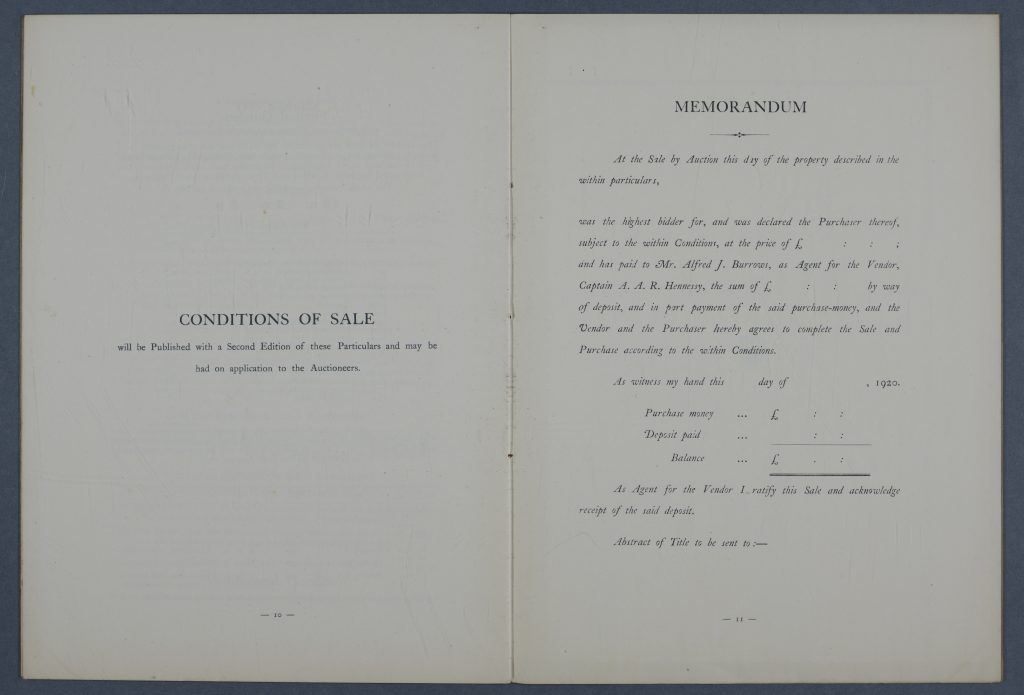 CONDITIONS OF SALE
will be Published with a Second Edition of these Particulars and may be
had on application to the Auctioneers.
— 10 —
MEMORANDUM
At the Sale by Auction this day of the property described in the
within particulars,
was the highest bidder for, and was declared the Purchaser thereof,
subject to the within Conditions, at the price of £ : : ;
and has paid to Mr. Alfred J. Burrows, as Agent for the Vendor,
Captain A. A. R. Hennessy, the sum of £ : : by way
of deposit, and in part payment of the said purchase-money, and the
Vendor and the Purchaser hereby agrees to complete the Sale and
Purchase according to the within Conditions.
As witness my hand this day of , 1920.
Purchase money ... £ : :
Deposit paid ... : :
Balance ... £ . :
As Agent for the Vendor I ratify this Sale and acknowledge
receipt of the said deposit.
Abstract of Title to be sent to:—
— 11 —